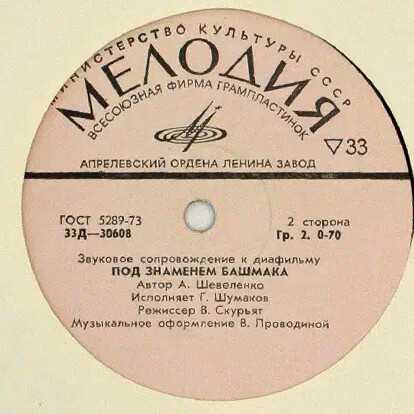 МИНИСТЕРСТВО КУЛЬТУРЫ СССР
МЕЛОДИЯ
ВСЕСОЮЗНАЯ ФИРМА ГРАМПЛАСТИНОК
▽33
АПРЕЛЕВСКИЙ ОРДЕНА ЛЕНИНА ЗАВОД
ГОСТ 5289-73
33Д—30608
2 сторона
Гр. 2. 0-70
Звуковое сопровождение к диафильму
ПОД ЗНАМЕНЕМ БАШМАКА
Автор А. Шевеленко
Исполняет Г. Шумаков
Режиссер В. Скурьят
Музыкальное оформление В. Проводиной